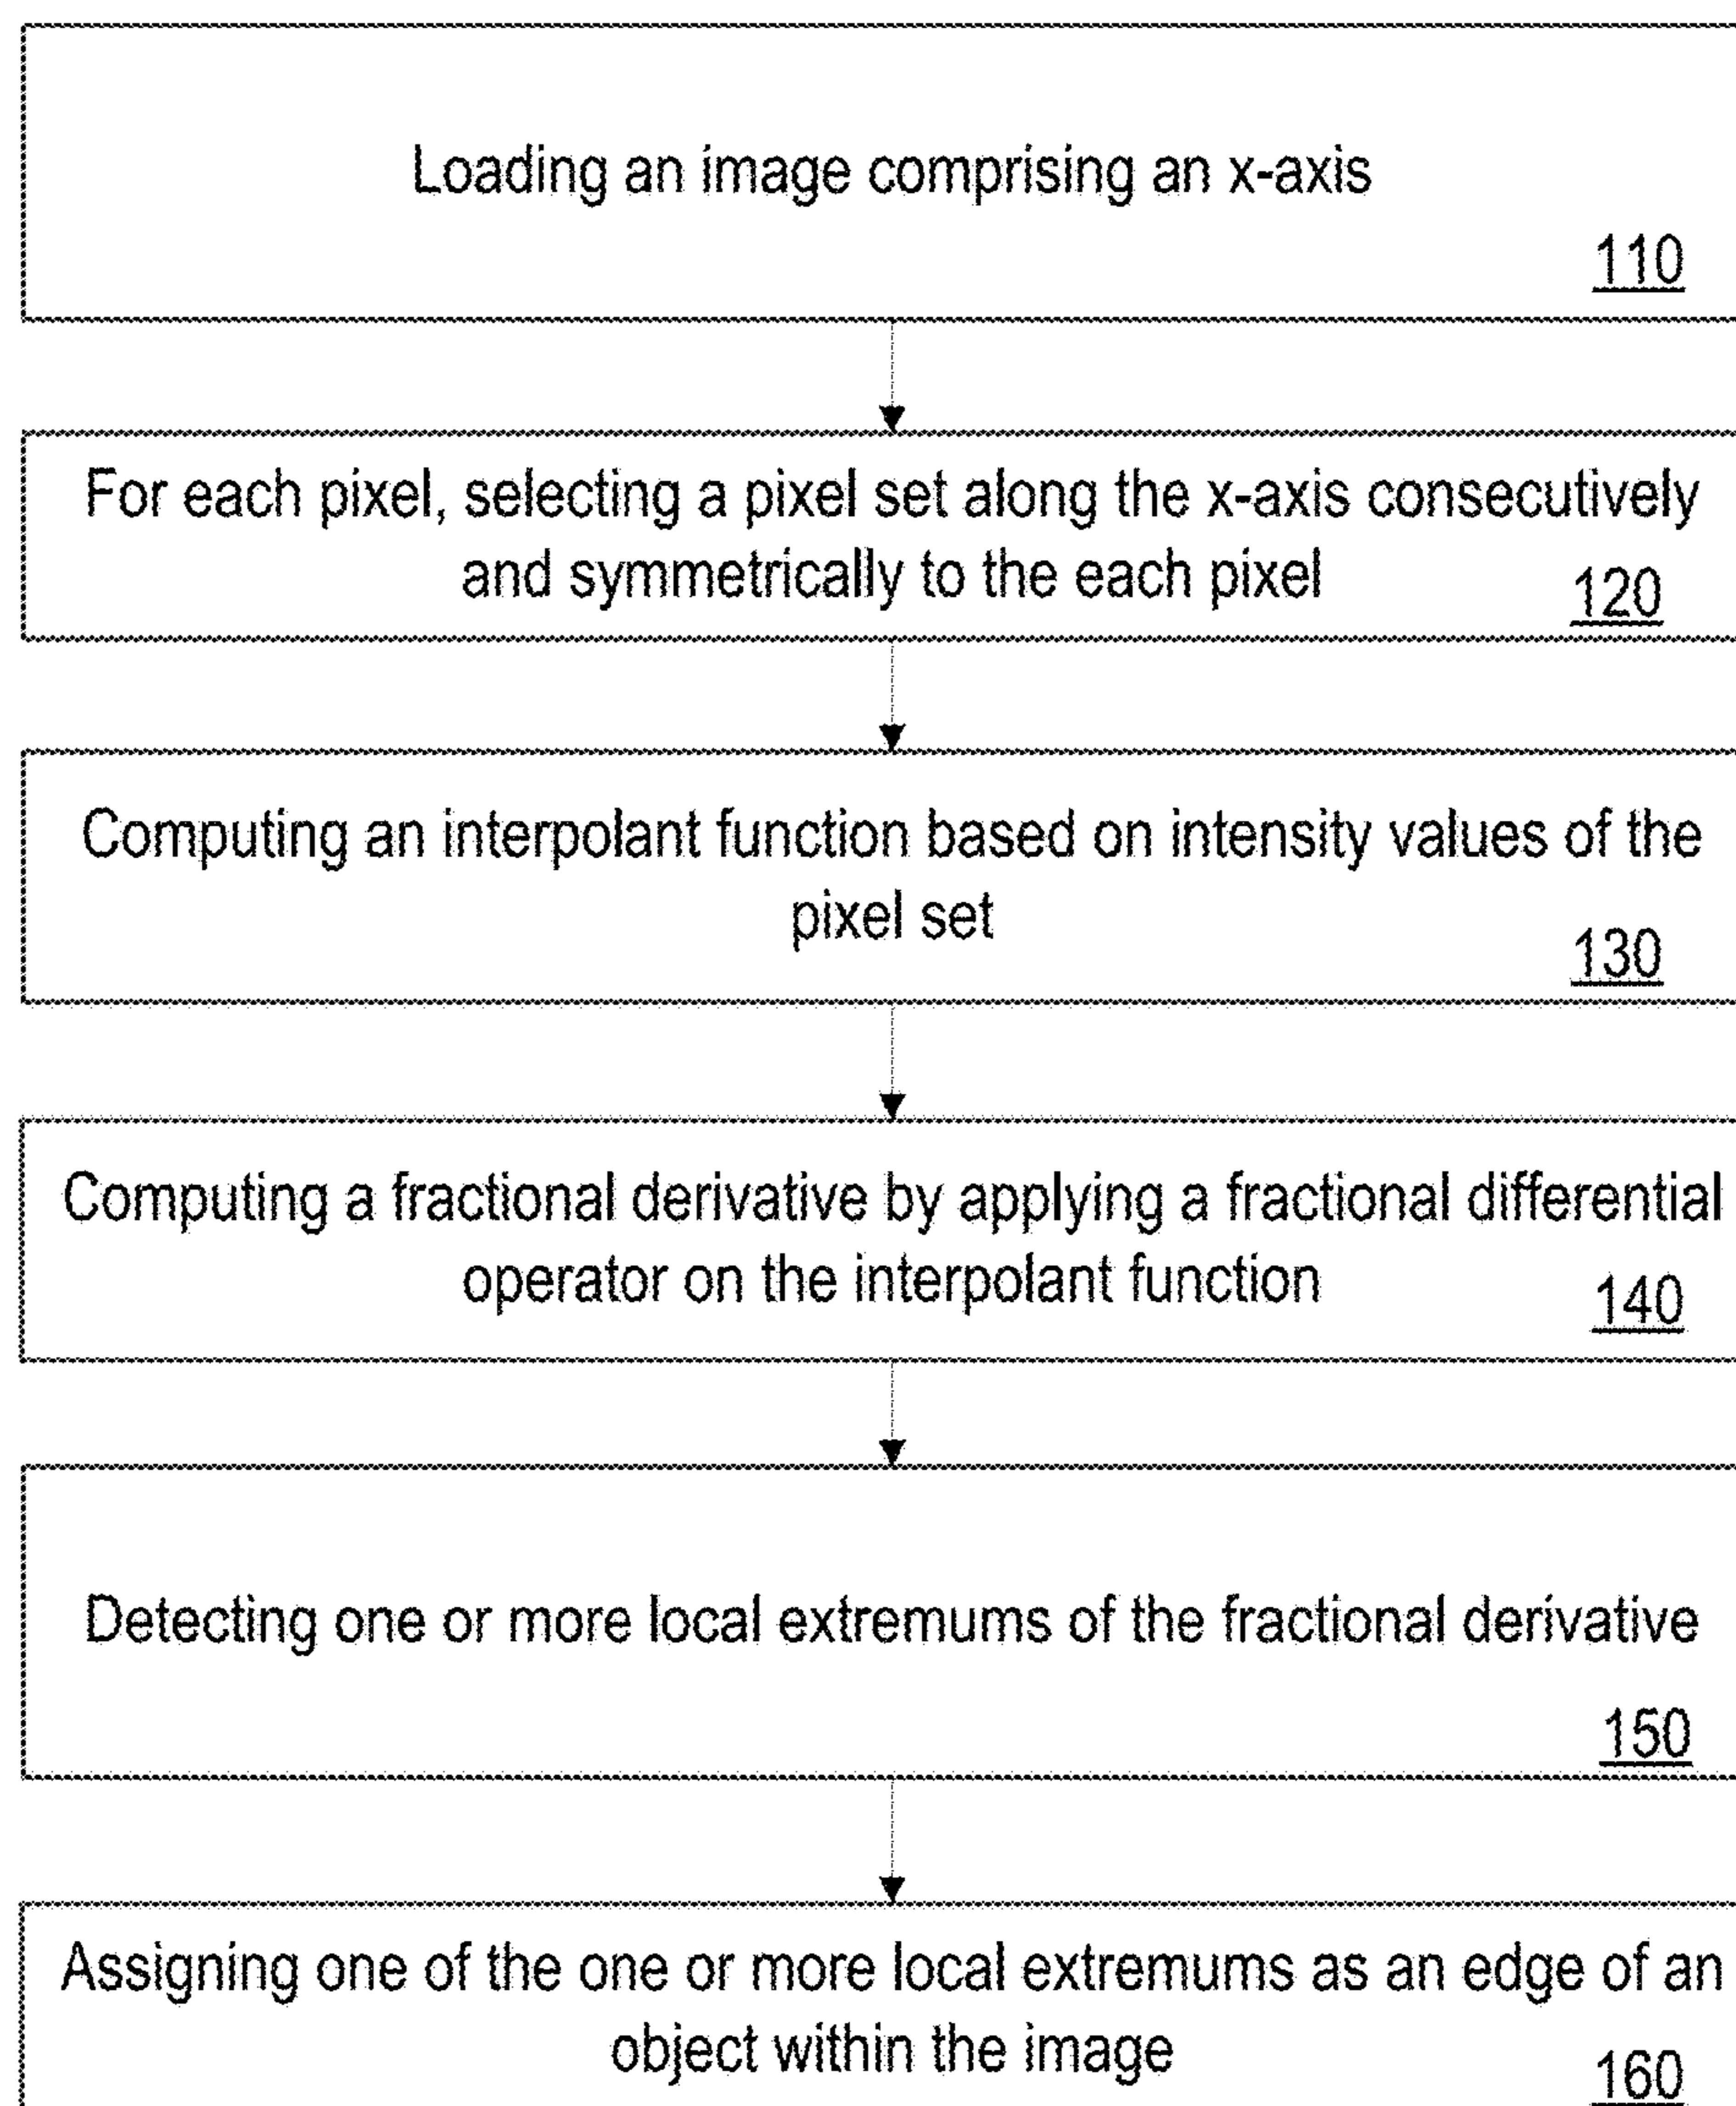 Loading an image comprising an x-axis
110
For each pixel, selecting a pixel set along the x-axis consecutively
and symmetrically to the each pixel
120
Computing an interpolant function based on intensity values of the
pixel set
130
Computing a fractional derivative by applying a fractional differential
operator on the interpolant function
140
Detecting one or more local extremums of the fractional derivative
150
Assigning one of the one or more local extremums as an edge of an
object within the image
160